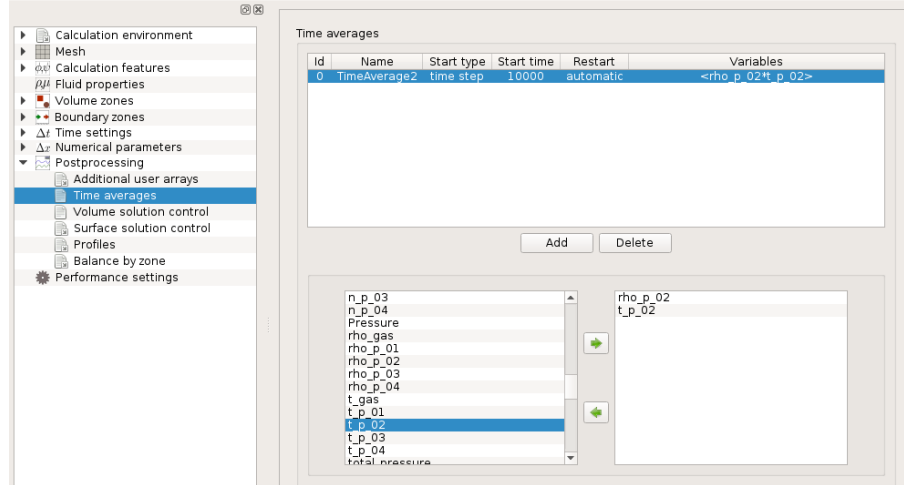 Calculation environment
Mesh
φ,ψ Calculation features
ρ,μ Fluid properties
Volume zones
Boundary zones
Δt Time settings
Δx Numerical parameters
Postprocessing
Additional user arrays
Time averages
Volume solution control
Surface solution control
Profiles
Balance by zone
Performance settings
Time averages
Id Name Start type Start time Restart Variables
0 TimeAverage2 time step 10000 automatic <rho_p_02*t_p_02>
Add Delete
n_p_03
n_p_04
Pressure
rho_gas
rho_p_01
rho_p_02
rho_p_03
rho_p_04
t_gas
t_p_01
t_p_02
t_p_03
t_p_04
total_pressure
rho_p_02
t_p_02